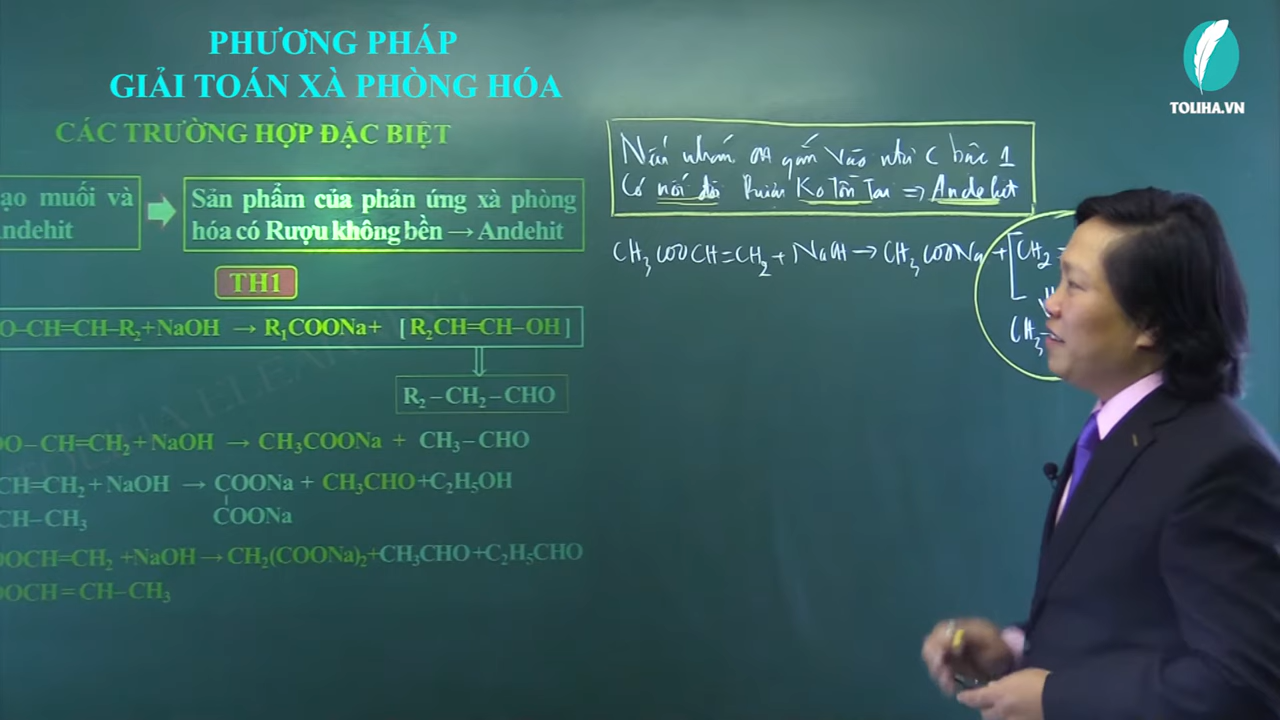 PHƯƠNG PHÁP
GIẢI TOÁN XÀ PHÒNG HÓA
TOLIHA.VN
CÁC TRƯỜNG HỢP ĐẶC BIỆT
ạo muối và
ndehit
Sản phẩm của phản ứng xà phòng
hóa có Rượu không bền → Andehit
Nếu nhóm OH gắn vào C bậc 1
Có nối đôi Ko Tồn Tại ⇒ Andehit
CH₃COOCH=CH₂ + NaOH → CH₃COONa + [CH₂
CH₃
TH1
O–CH=CH–R₂+NaOH → R₁COONa+ [R₂CH=CH–OH]
R₂–CH₂–CHO
OO–CH=CH₂+NaOH → CH₃COONa + CH₃–CHO
CH=CH₂+NaOH → COONa + CH₃CHO+C₂H₅OH
CH–CH₃ COONa
OOCH=CH₂ +NaOH→CH₂(COONa)₂+CH₃CHO+C₂H₅CHO
OOCH=CH–CH₃